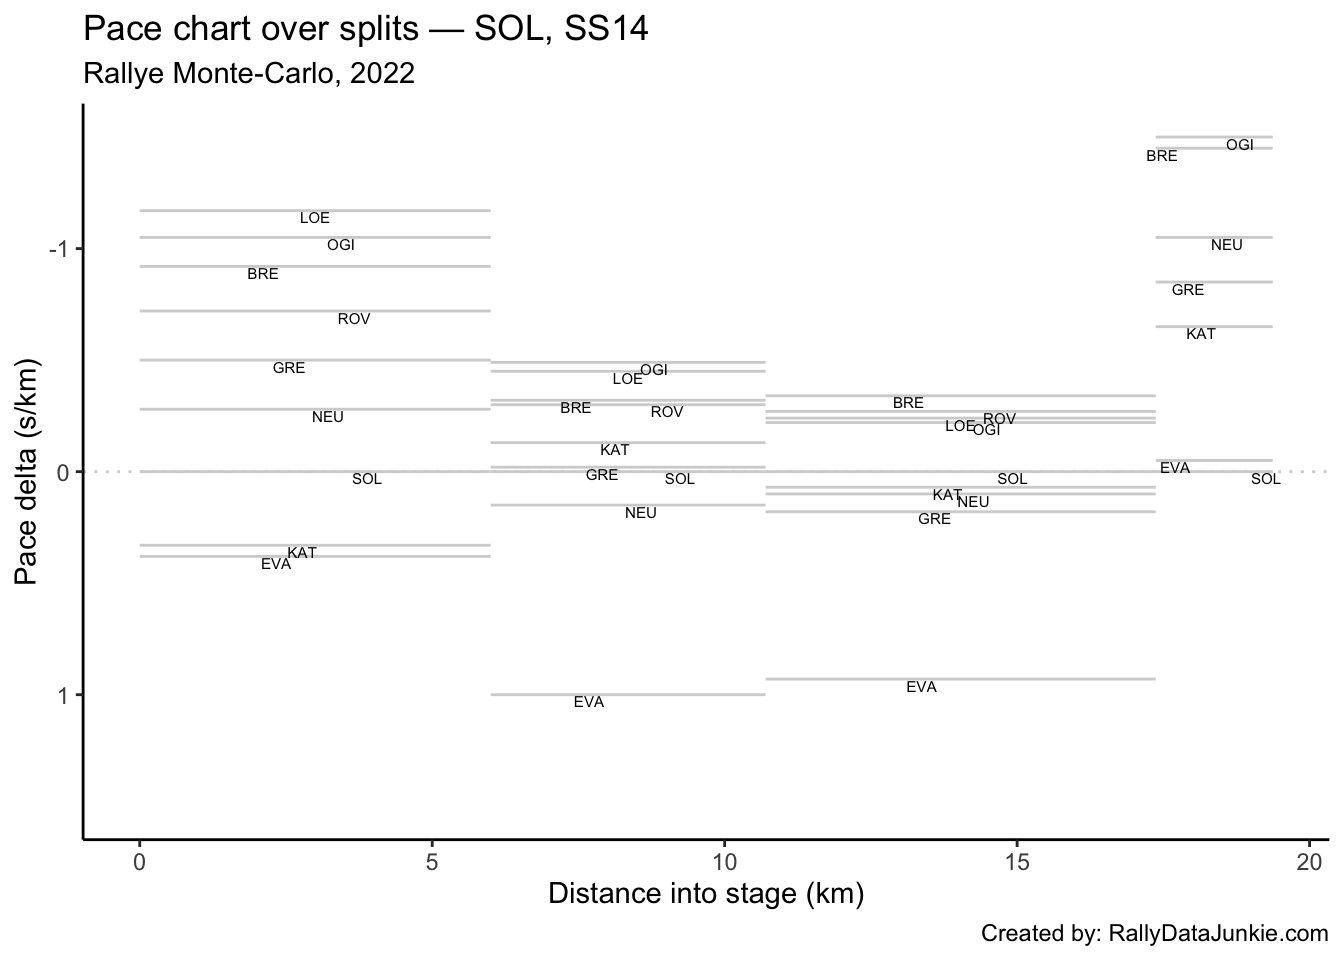 Pace chart over splits — SOL, SS14
Rallye Monte-Carlo, 2022
Pace delta (s/km)
-1
0
1
LOE
OGI
BRE
ROV
GRE
NEU
SOL
KAT
EVA
OGI
LOE
BRE
ROV
KAT
GRE
SOL
NEU
EVA
BRE
ROV
LOE
OGI
SOL
KAT
NEU
GRE
EVA
OGI
BRE
NEU
GRE
KAT
EVA
SOL
0 5 10 15 20
Distance into stage (km)
Created by: RallyDataJunkie.com